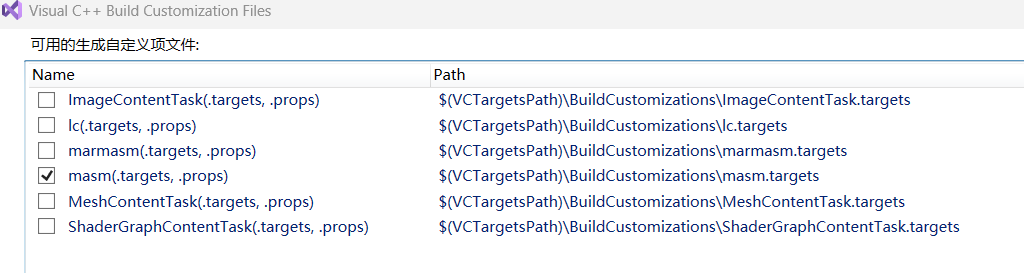 Visual C++ Build Customization Files
可用的生成自定义项文件:
Name Path
ImageContentTask(.targets, .props) $(VCTargetsPath)\BuildCustomizations\ImageContentTask.targets
lc(.targets, .props) $(VCTargetsPath)\BuildCustomizations\lc.targets
marmasm(.targets, .props) $(VCTargetsPath)\BuildCustomizations\marmasm.targets
masm(.targets, .props) $(VCTargetsPath)\BuildCustomizations\masm.targets
MeshContentTask(.targets, .props) $(VCTargetsPath)\BuildCustomizations\MeshContentTask.targets
ShaderGraphContentTask(.targets, .props) $(VCTargetsPath)\BuildCustomizations\ShaderGraphContentTask.targets